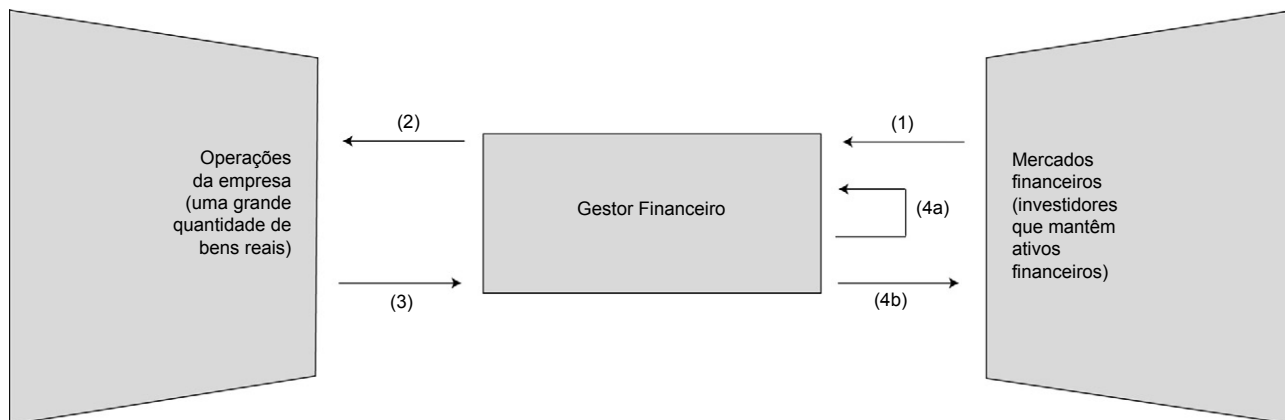 (2)
(1)
Operações
da empresa
(uma grande
quantidade de
bens reais)
Gestor Financeiro
(4a)
Mercados
financeiros
(investidores
que mantêm
ativos
financeiros)
(3)
(4b)